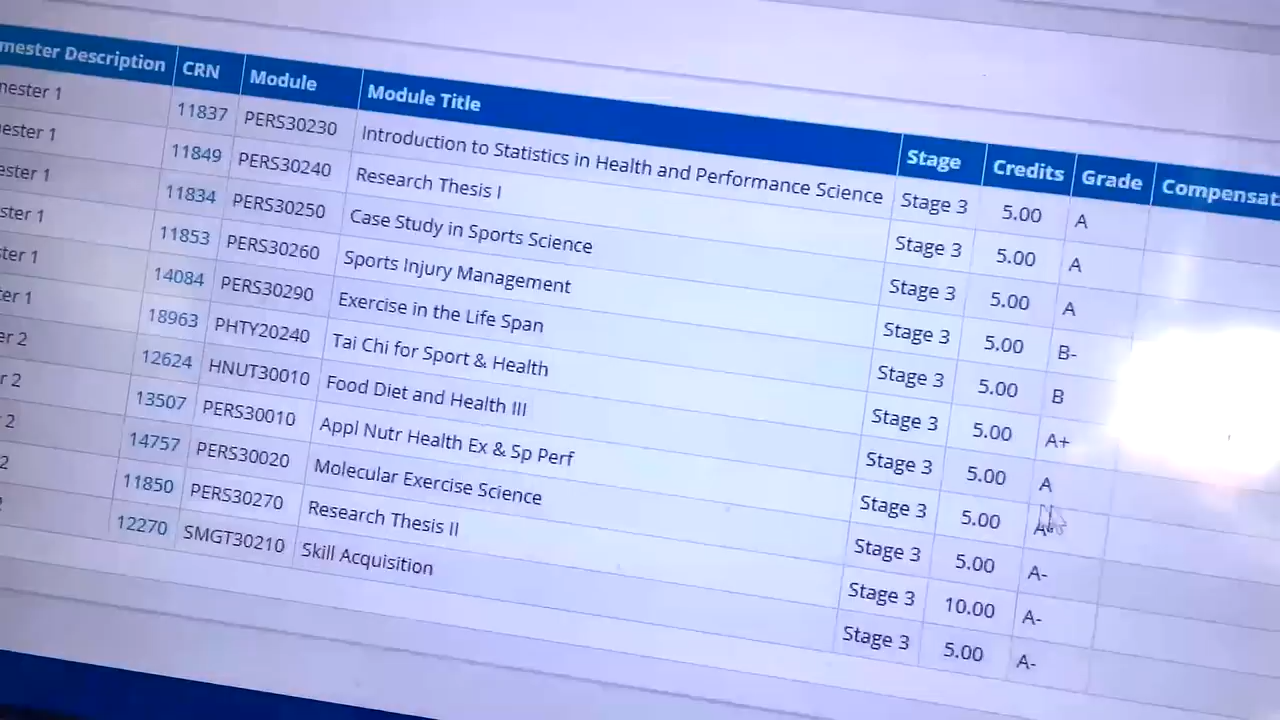 mester Description CRN Module Module Title Stage Credits Grade Compensat
nester 1 11837 PERS30230 Introduction to Statistics in Health and Performance Science Stage 3 5.00 A
ester 1 11849 PERS30240 Research Thesis I Stage 3 5.00 A
ester 1 11834 PERS30250 Case Study in Sports Science Stage 3 5.00 A
ster 1 11853 PERS30260 Sports Injury Management Stage 3 5.00 B-
ter 1 14084 PERS30290 Exercise in the Life Span Stage 3 5.00 B
ter 1 18963 PHTY20240 Tai Chi for Sport & Health Stage 3 5.00 A+
er 2 12624 HNUT30010 Food Diet and Health III Stage 3 5.00 A
r 2 13507 PERS30010 Appl Nutr Health Ex & Sp Perf Stage 3 5.00
2 14757 PERS30020 Molecular Exercise Science Stage 3 5.00 A-
2 11850 PERS30270 Research Thesis II Stage 3 10.00 A-
12270 SMGT30210 Skill Acquisition Stage 3 5.00 A-